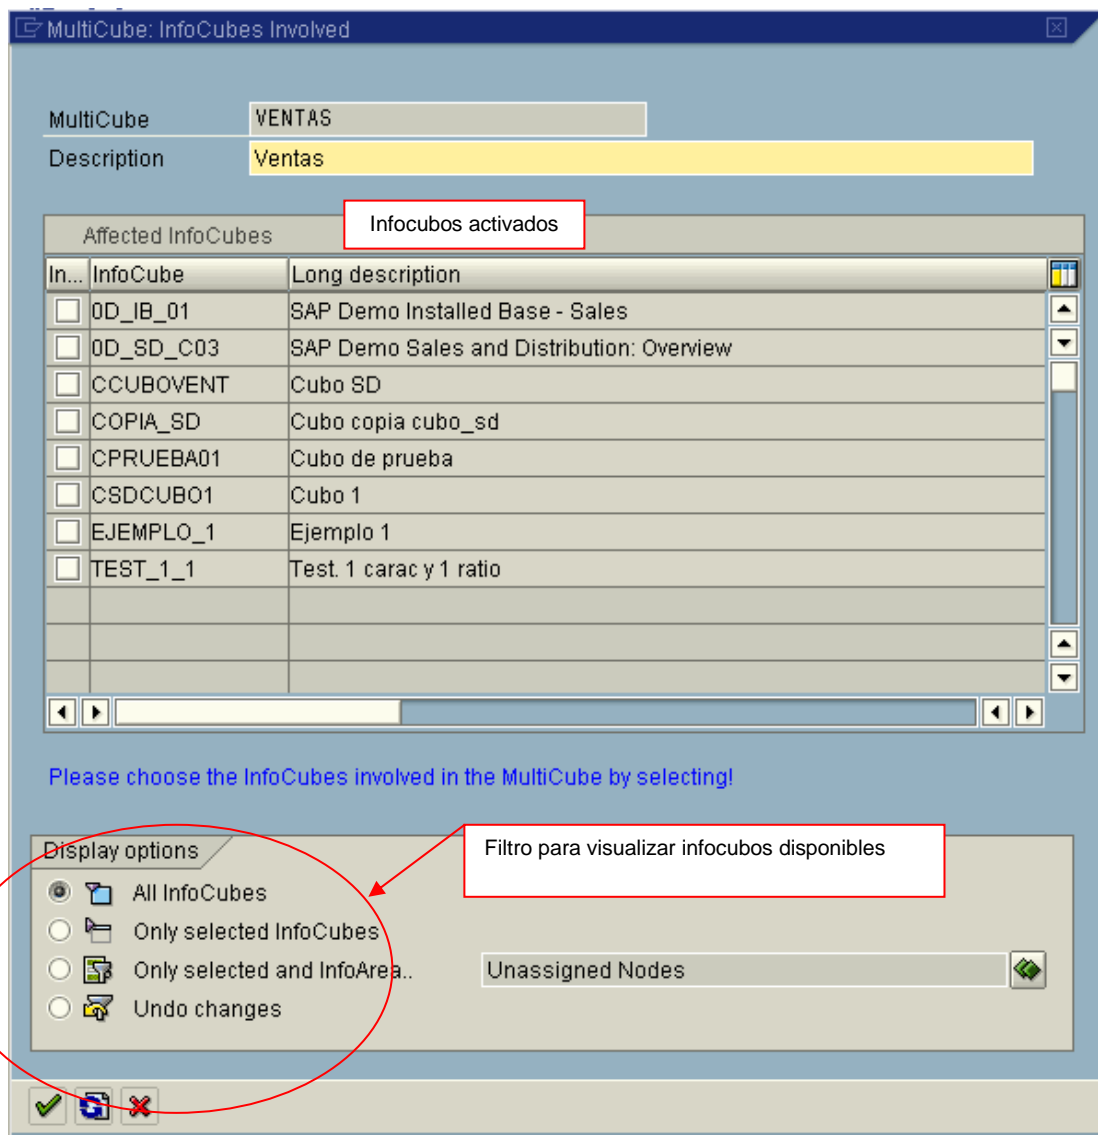 MultiCube: InfoCubes Involved
MultiCube VENTAS
Description Ventas
Affected InfoCubes
Infocubos activados
In... InfoCube Long description
0D_IB_01 SAP Demo Installed Base - Sales
0D_SD_C03 SAP Demo Sales and Distribution: Overview
CCUBOVENT Cubo SD
COPIA_SD Cubo copia cubo_sd
CPRUEBA01 Cubo de prueba
CSDCUBO1 Cubo 1
EJEMPLO_1 Ejemplo 1
TEST_1_1 Test. 1 carac y 1 ratio
Please choose the InfoCubes involved in the MultiCube by selecting!
Display options
Filtro para visualizar infocubos disponibles
All InfoCubes
Only selected InfoCubes
Only selected and InfoArea.. Unassigned Nodes
Undo changes